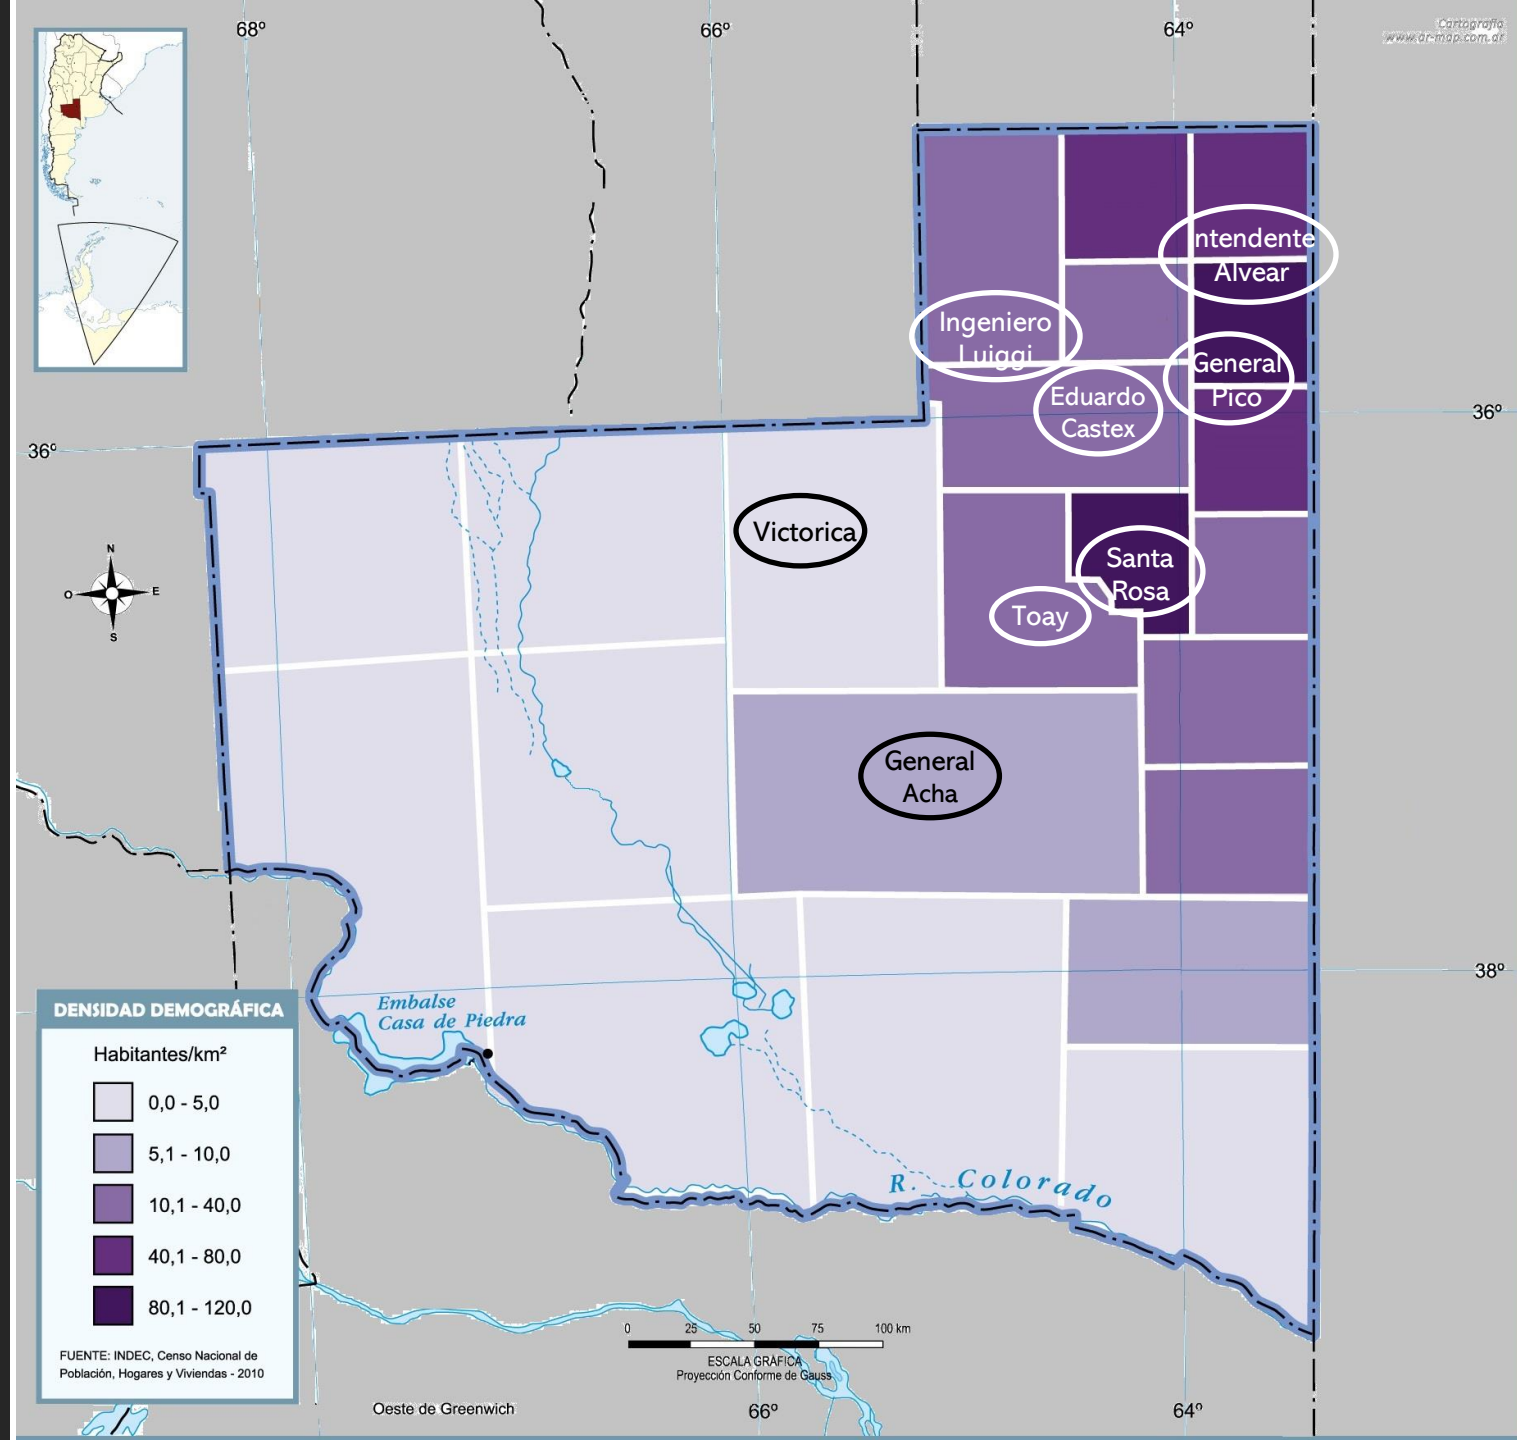 68º
66º
64º
Cartografía
www.ar-map.com.ar
ntendente
Alvear
Ingeniero
Luiggi
General
Pico
Eduardo
Castex
36º
36º
Victorica
Santa
Rosa
Toay
N
O
E
S
General
Acha
38º
Embalse
Casa de Piedra
R. Colorado
DENSIDAD DEMOGRÁFICA
Habitantes/km²
0,0 - 5,0
5,1 - 10,0
10,1 - 40,0
40,1 - 80,0
80,1 - 120,0
FUENTE: INDEC, Censo Nacional de
Población, Hogares y Viviendas - 2010
0 25 50 75 100 km
ESCALA GRÁFICA
Proyección Conforme de Gauss
Oeste de Greenwich
66º
64º